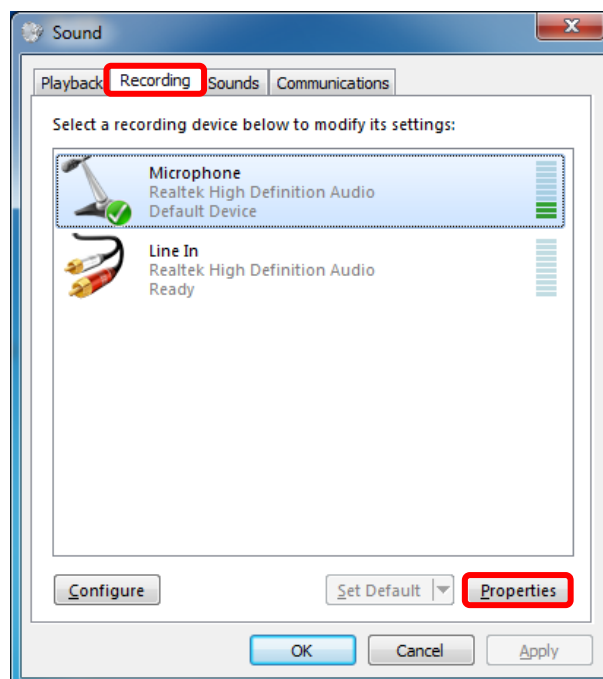 Sound
Playback Recording Sounds Communications
Select a recording device below to modify its settings:
Microphone
Realtek High Definition Audio
Default Device
Line In
Realtek High Definition Audio
Ready
Configure Set Default Properties
OK Cancel Apply